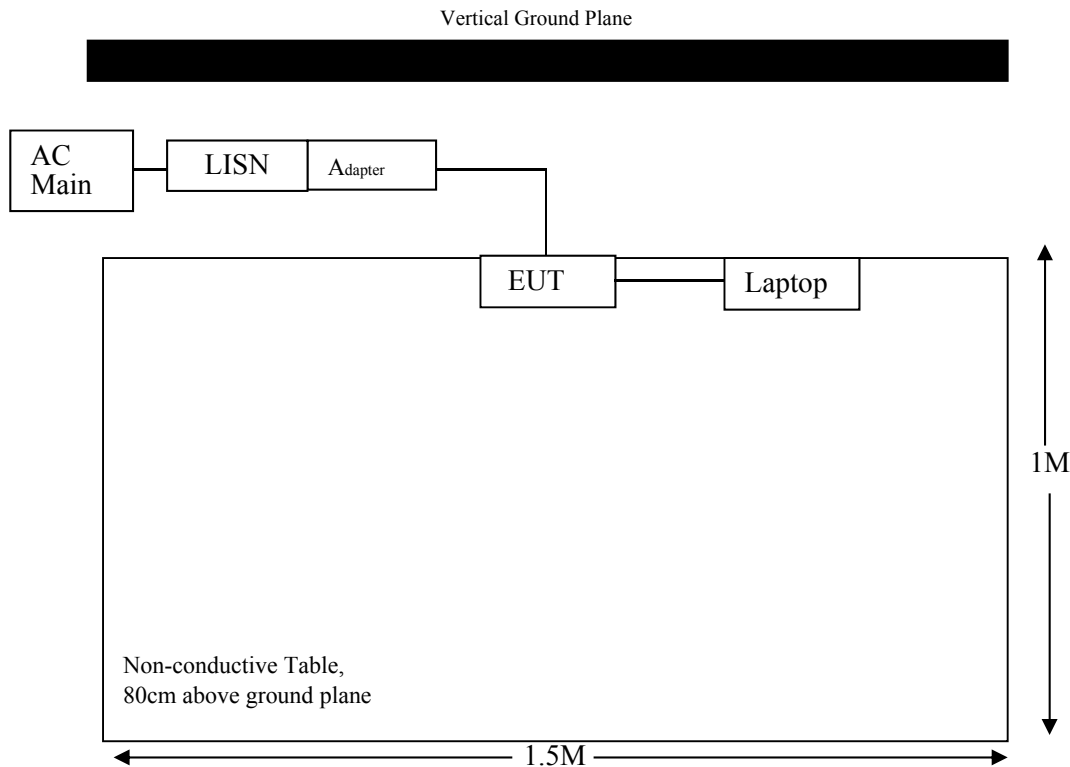 Vertical Ground Plane
AC
Main
LISN
Adapter
EUT
Laptop
1M
Non-conductive Table,
80cm above ground plane
1.5M